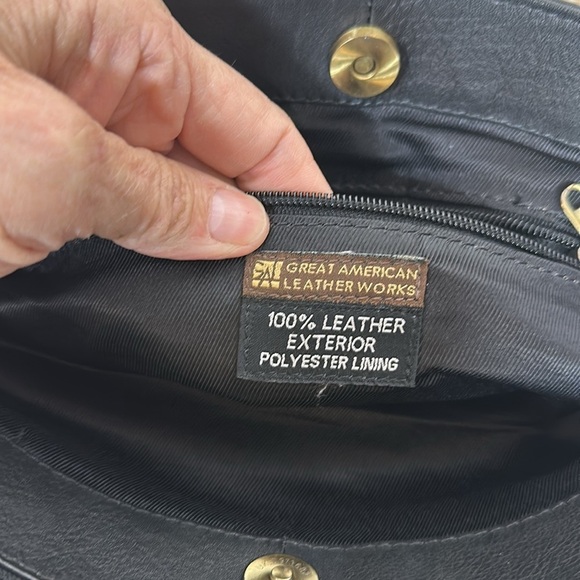 GREAT AMERICAN
LEATHER WORKS
100% LEATHER
EXTERIOR
POLYESTER LINING